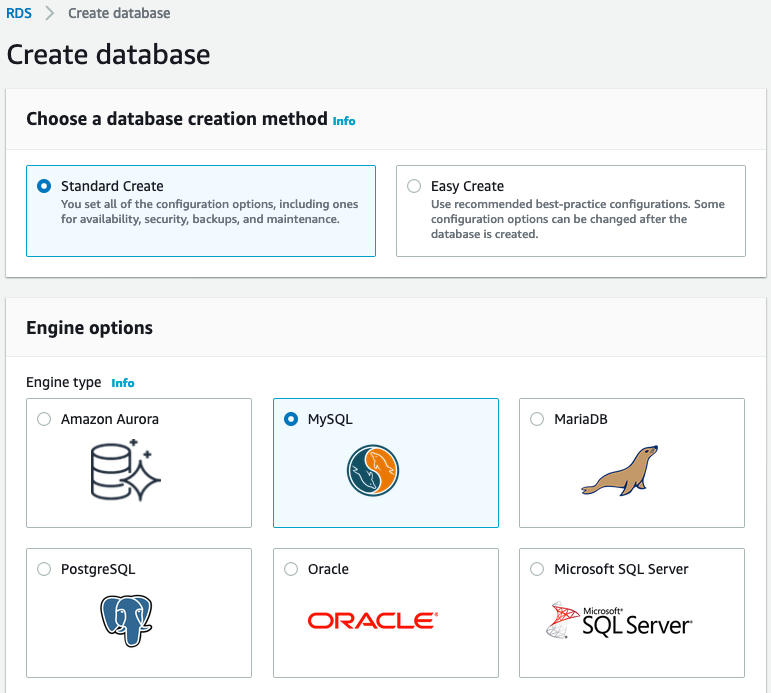 RDS > Create database
Create database
Choose a database creation method Info
Standard Create
You set all of the configuration options, including ones
for availability, security, backups, and maintenance.
Easy Create
Use recommended best-practice configurations. Some
configuration options can be changed after the
database is created.
Engine options
Engine type Info
Amazon Aurora
MySQL
MariaDB
PostgreSQL
Oracle
ORACLE®
Microsoft SQL Server
Microsoft®
SQL Server®